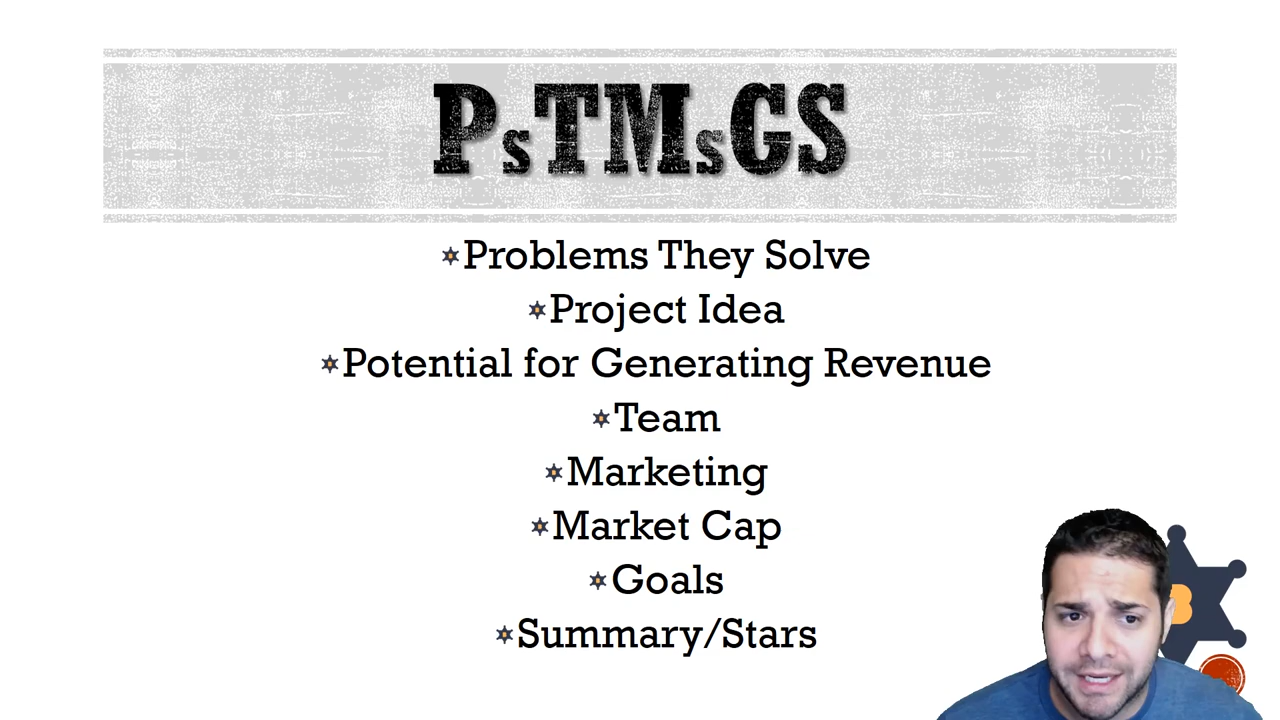 PsTMsGS
Problems They Solve
Project Idea
Potential for Generating Revenue
Team
Marketing
Market Cap
Goals
Summary/Stars
B